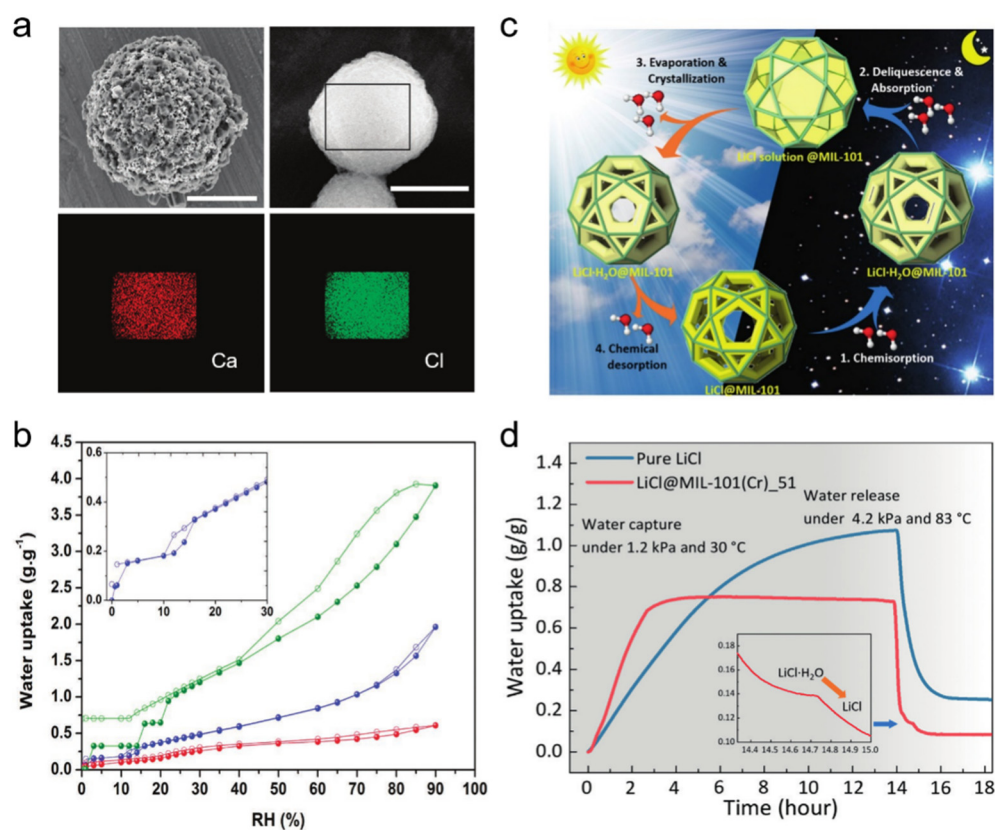 a
Ca
Cl
c
3. Evaporation &
Crystallization
2. Deliquescence &
Absorption
LiCl solution @MIL-101
LiCl·H₂O@MIL-101
LiCl·H₂O@MIL-101
4. Chemical
desorption
1. Chemisorption
LiCl@MIL-101
b
4.5
4.0
3.5
3.0
2.5
2.0
1.5
1.0
0.5
0.0
Water uptake (g.g⁻¹)
0.6
0.4
0.2
0.0
0 10 20 30
0 10 20 30 40 50 60 70 80 90 100
RH (%)
d
Pure LiCl
LiCl@MIL-101(Cr)_51
Water capture
under 1.2 kPa and 30 °C
Water release
under 4.2 kPa and 83 °C
1.4
1.2
1.0
0.8
0.6
0.4
0.2
0.0
Water uptake (g/g)
0.18
0.16
0.14
0.12
0.10
LiCl·H₂O
LiCl
14.4 14.5 14.6 14.7 14.8 14.9 15.0
0 2 4 6 8 10 12 14 16 18
Time (hour)